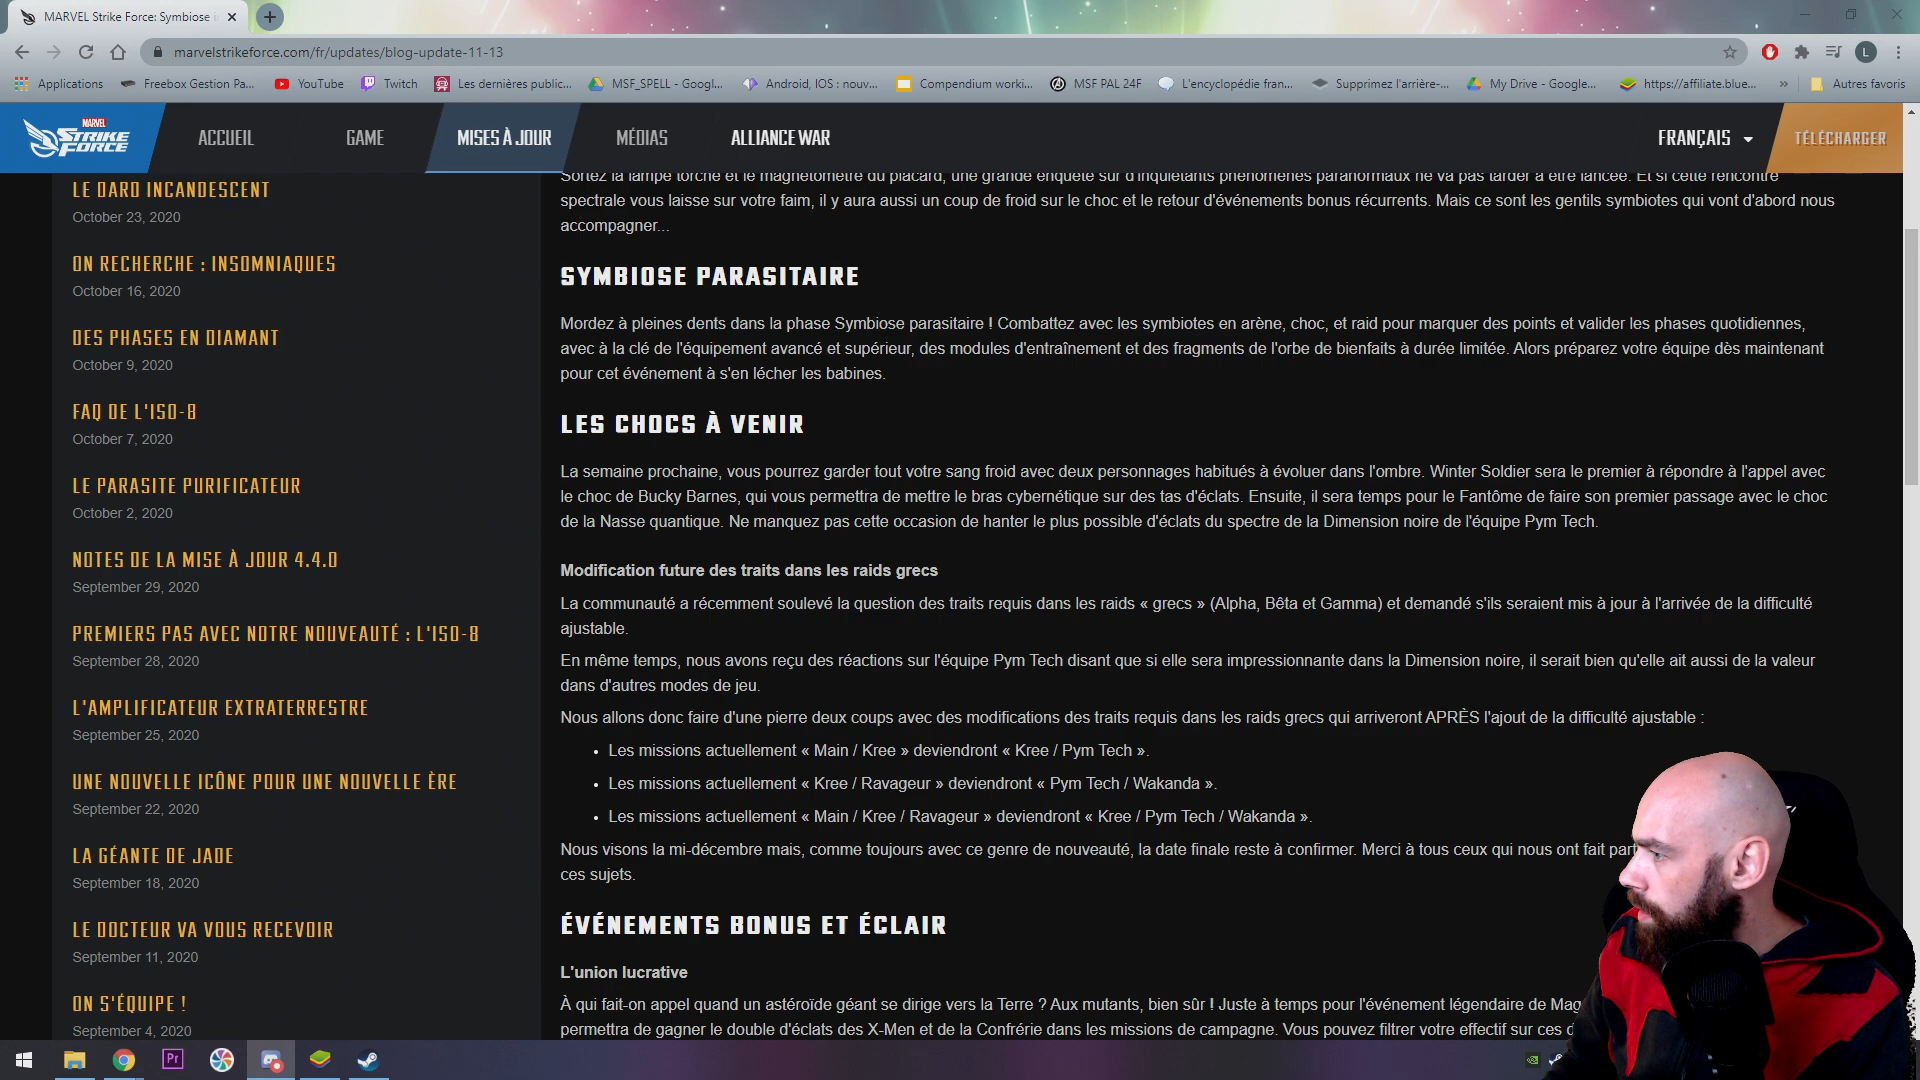 MARVEL Strike Force: Symbiose i
marvelstrikeforce.com/fr/updates/blog-update-11-13
L
Applications
Freebox Gestion Pa...
YouTube
Twitch
Les dernières public...
MSF_SPELL - Googl...
Android, IOS : nouv...
Compendium worki...
MSF PAL 24F
L'encyclopédie fran...
Supprimez l'arrière-...
My Drive - Google...
https://affiliate.blue...
»
Autres favoris
MARVEL
STRIKE
FORCE
ACCUEIL
GAME
MISES À JOUR
MÉDIAS
ALLIANCE WAR
FRANÇAIS
TÉLÉCHARGER
LE DARD INCANDESCENT
October 23, 2020
ON RECHERCHE : INSOMNIAQUES
October 16, 2020
DES PHASES EN DIAMANT
October 9, 2020
FAQ DE L'ISO-8
October 7, 2020
LE PARASITE PURIFICATEUR
October 2, 2020
NOTES DE LA MISE À JOUR 4.4.0
September 29, 2020
PREMIERS PAS AVEC NOTRE NOUVEAUTÉ : L'ISO-8
September 28, 2020
L'AMPLIFICATEUR EXTRATERRESTRE
September 25, 2020
UNE NOUVELLE ICÔNE POUR UNE NOUVELLE ÈRE
September 22, 2020
LA GÉANTE DE JADE
September 18, 2020
LE DOCTEUR VA VOUS RECEVOIR
September 11, 2020
ON S'ÉQUIPE !
September 4, 2020
Sortez la lampe torche et le magnétomètre du placard, une grande enquête sur d'inquiétants phénomènes paranormaux ne va pas tarder à être lancée. Et si cette rencontre
spectrale vous laisse sur votre faim, il y aura aussi un coup de froid sur le choc et le retour d'événements bonus récurrents. Mais ce sont les gentils symbiotes qui vont d'abord nous
accompagner...
SYMBIOSE PARASITAIRE
Mordez à pleines dents dans la phase Symbiose parasitaire ! Combattez avec les symbiotes en arène, choc, et raid pour marquer des points et valider les phases quotidiennes,
avec à la clé de l'équipement avancé et supérieur, des modules d'entraînement et des fragments de l'orbe de bienfaits à durée limitée. Alors préparez votre équipe dès maintenant
pour cet événement à s'en lécher les babines.
LES CHOCS À VENIR
La semaine prochaine, vous pourrez garder tout votre sang froid avec deux personnages habitués à évoluer dans l'ombre. Winter Soldier sera le premier à répondre à l'appel avec
le choc de Bucky Barnes, qui vous permettra de mettre le bras cybernétique sur des tas d'éclats. Ensuite, il sera temps pour le Fantôme de faire son premier passage avec le choc
de la Nasse quantique. Ne manquez pas cette occasion de hanter le plus possible d'éclats du spectre de la Dimension noire de l'équipe Pym Tech.
Modification future des traits dans les raids grecs
La communauté a récemment soulevé la question des traits requis dans les raids « grecs » (Alpha, Bêta et Gamma) et demandé s'ils seraient mis à jour à l'arrivée de la difficulté
ajustable.
En même temps, nous avons reçu des réactions sur l'équipe Pym Tech disant que si elle sera impressionnante dans la Dimension noire, il serait bien qu'elle ait aussi de la valeur
dans d'autres modes de jeu.
Nous allons donc faire d'une pierre deux coups avec des modifications des traits requis dans les raids grecs qui arriveront APRÈS l'ajout de la difficulté ajustable :
• Les missions actuellement « Main / Kree » deviendront « Kree / Pym Tech ».
• Les missions actuellement « Kree / Ravageur » deviendront « Pym Tech / Wakanda ».
• Les missions actuellement « Main / Kree / Ravageur » deviendront « Kree / Pym Tech / Wakanda ».
Nous visons la mi-décembre mais, comme toujours avec ce genre de nouveauté, la date finale reste à confirmer. Merci à tous ceux qui nous ont fait part
ces sujets.
ÉVÉNEMENTS BONUS ET ÉCLAIR
L'union lucrative
À qui fait-on appel quand un astéroïde géant se dirige vers la Terre ? Aux mutants, bien sûr ! Juste à temps pour l'événement légendaire de Mag
permettra de gagner le double d'éclats des X-Men et de la Confrérie dans les missions de campagne. Vous pouvez filtrer votre effectif sur ces
Pr